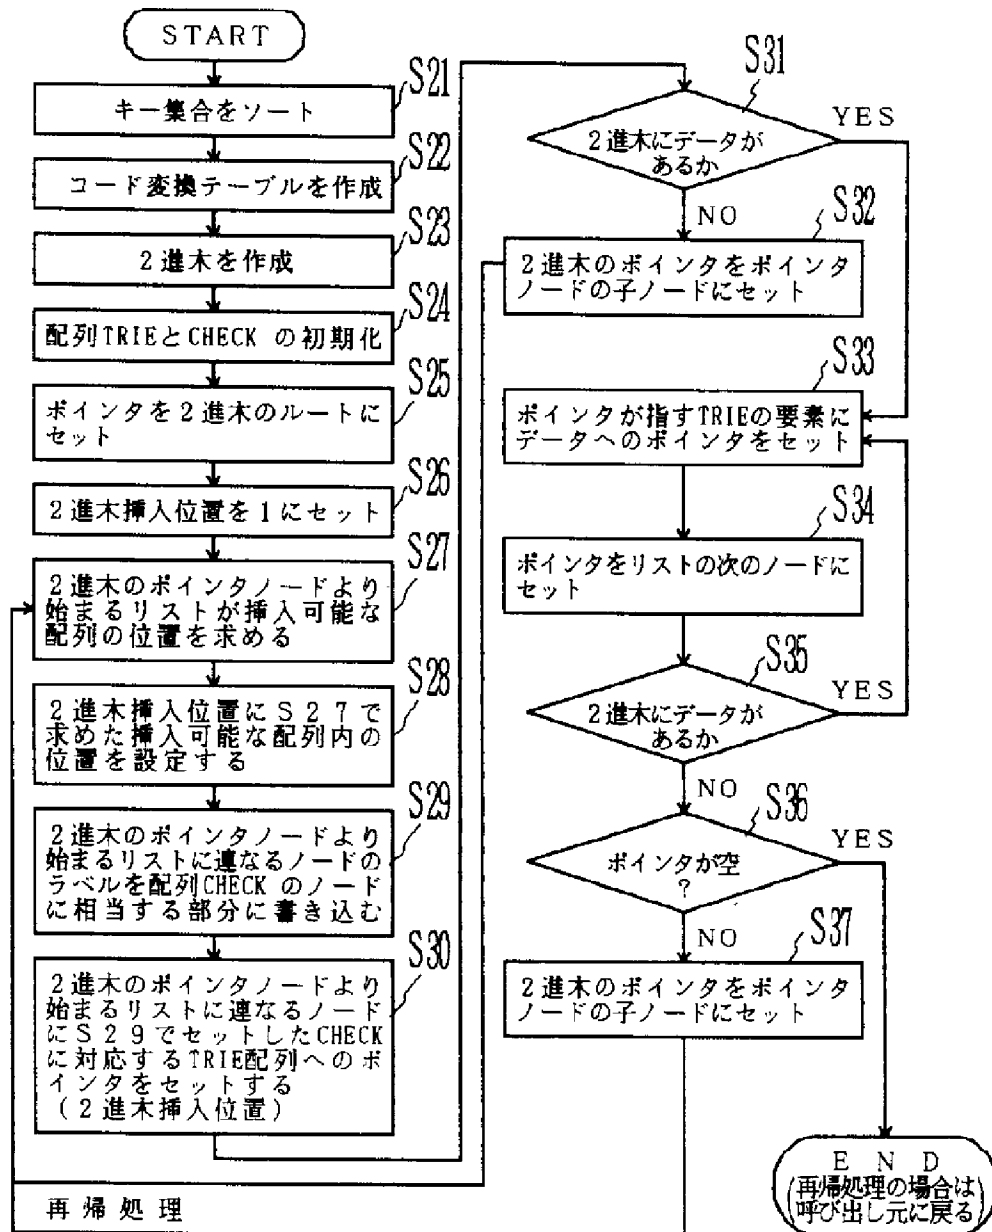 START
S21
キー集合をソート
S22
コード変換テーブルを作成
S23
2進木を作成
S24
配列TRIEとCHECK の初期化
S25
ポインタを2進木のルートに
セット
S26
2進木挿入位置を1にセット
S27
2進木のポインタノードより
始まるリストが挿入可能な
配列の位置を求める
S28
2進木挿入位置にS27で
求めた挿入可能な配列内の
位置を設定する
S29
2進木のポインタノードより
始まるリストに連なるノードの
ラベルを配列CHECK のノード
に相当する部分に書き込む
S30
2進木のポインタノードより
始まるリストに連なるノード
にS29でセットしたCHECK
に対応するTRIE配列へのポ
インタをセットする
(2進木挿入位置)
再帰処理
S31
2進木にデータが
あるか
YES
NO
S32
2進木のポインタをポインタ
ノードの子ノードにセット
S33
ポインタが指すTRIEの要素に
データへのポインタをセット
S34
ポインタをリストの次のノードに
セット
S35
2進木にデータが
あるか
YES
NO
S36
ポインタが空
?
YES
NO
S37
2進木のポインタをポインタ
ノードの子ノードにセット
END
(再帰処理の場合は
呼び出し元に戻る)